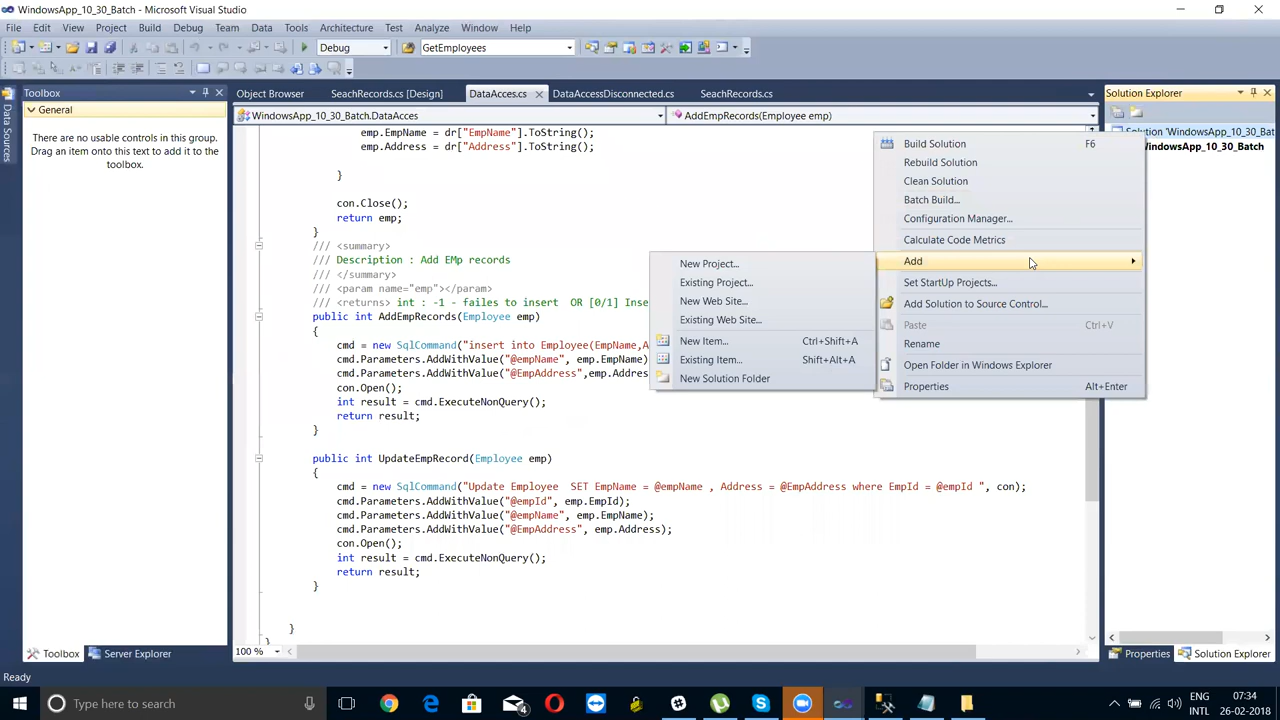 WindowsApp_10_30_Batch - Microsoft Visual Studio
File Edit View Project Build Debug Team Data Tools Architecture Test Analyze Window Help
Debug GetEmployees
Toolbox
General
There are no usable controls in this group.
Drag an item onto this text to add it to the
toolbox.
Data Sources
Object Browser SeachRecords.cs [Design] DataAcces.cs DataAccessDisconnected.cs SeachRecords.cs
WindowsApp_10_30_Batch.DataAcces AddEmpRecords(Employee emp)
emp.EmpName = dr["EmpName"].ToString();
emp.Address = dr["Address"].ToString();
}
con.Close();
return emp;
}
/// <summary>
/// Description : Add EMp records
/// </summary>
/// <param name="emp"></param>
/// <returns> int : -1 - failes to insert  OR [0/1] Inse
public int AddEmpRecords(Employee emp)
{
cmd = new SqlCommand("insert into Employee(EmpName,A
cmd.Parameters.AddWithValue("@empName", emp.EmpName)
cmd.Parameters.AddWithValue("@EmpAddress",emp.Addres
con.Open();
int result = cmd.ExecuteNonQuery();
return result;
}
public int UpdateEmpRecord(Employee emp)
{
cmd = new SqlCommand("Update Employee  SET EmpName = @empName , Address = @EmpAddress where EmpId = @empId ", con);
cmd.Parameters.AddWithValue("@empId", emp.EmpId);
cmd.Parameters.AddWithValue("@empName", emp.EmpName);
cmd.Parameters.AddWithValue("@EmpAddress", emp.Address);
con.Open();
int result = cmd.ExecuteNonQuery();
return result;
}
}
100 %
New Project...
Existing Project...
New Web Site...
Existing Web Site...
New Item... Ctrl+Shift+A
Existing Item... Shift+Alt+A
New Solution Folder
Build Solution F6
Rebuild Solution
Clean Solution
Batch Build...
Configuration Manager...
Calculate Code Metrics
Add
Set StartUp Projects...
Add Solution to Source Control...
Paste Ctrl+V
Rename
Open Folder in Windows Explorer
Properties Alt+Enter
Solution Explorer
Solution 'WindowsApp_10_30_Bat
WindowsApp_10_30_Batch
Toolbox Server Explorer
Properties Solution Explorer
Ready
Type here to search
4
ENG
INTL
07:34
26-02-2018